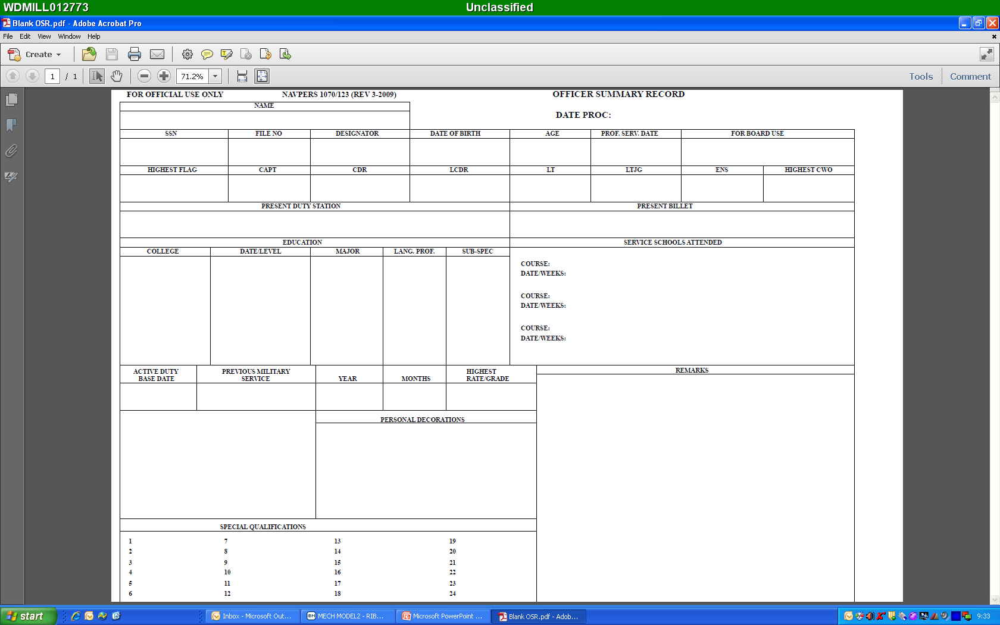 WDMILL012773 Unclassified
Blank OSR.pdf - Adobe Acrobat Pro
File Edit View Window Help
Create
1 / 1 71.2% Tools Comment
FOR OFFICIAL USE ONLY NAVPERS 1070/123 (REV 3-2009) OFFICER SUMMARY RECORD
NAME
DATE PROC:
SSN FILE NO DESIGNATOR DATE OF BIRTH AGE PROF. SERV. DATE FOR BOARD USE
HIGHEST FLAG CAPT CDR LCDR LT LTJG ENS HIGHEST CWO
PRESENT DUTY STATION PRESENT BILLET
EDUCATION SERVICE SCHOOLS ATTENDED
COLLEGE DATE/LEVEL MAJOR LANG. PROF. SUB-SPEC
COURSE:
DATE/WEEKS:
COURSE:
DATE/WEEKS:
COURSE:
DATE/WEEKS:
ACTIVE DUTY PREVIOUS MILITARY HIGHEST REMARKS
BASE DATE SERVICE YEAR MONTHS RATE/GRADE
PERSONAL DECORATIONS
SPECIAL QUALIFICATIONS
1 7 13 19
2 8 14 20
3 9 15 21
4 10 16 22
5 11 17 23
6 12 18 24
start Inbox - Microsoft Out... IBM MECH MODEL2 - RIB... Microsoft PowerPoint ... Blank OSR.pdf - Adob... 9:33